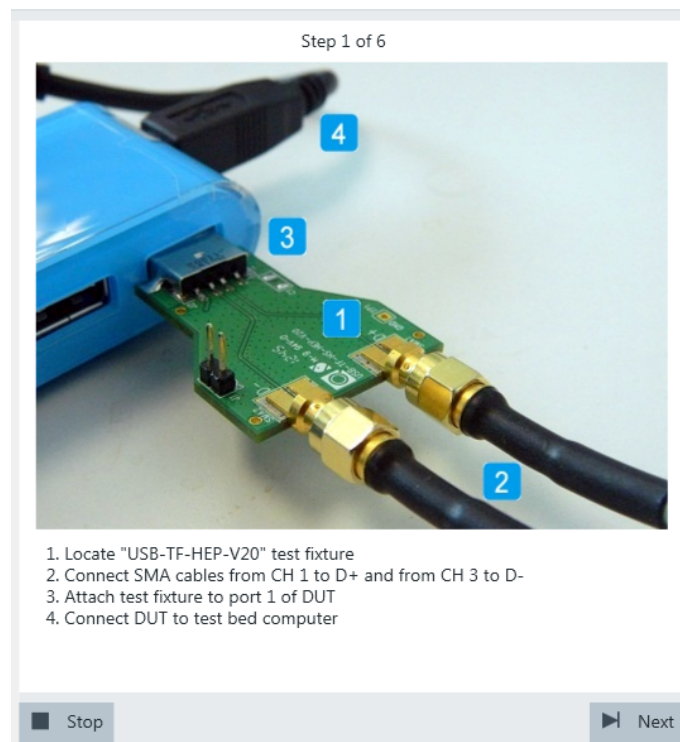 Step 1 of 6
4
3
1
D+
2
1. Locate "USB-TF-HEP-V20" test fixture
2. Connect SMA cables from CH 1 to D+ and from CH 3 to D-
3. Attach test fixture to port 1 of DUT
4. Connect DUT to test bed computer
Stop
Next